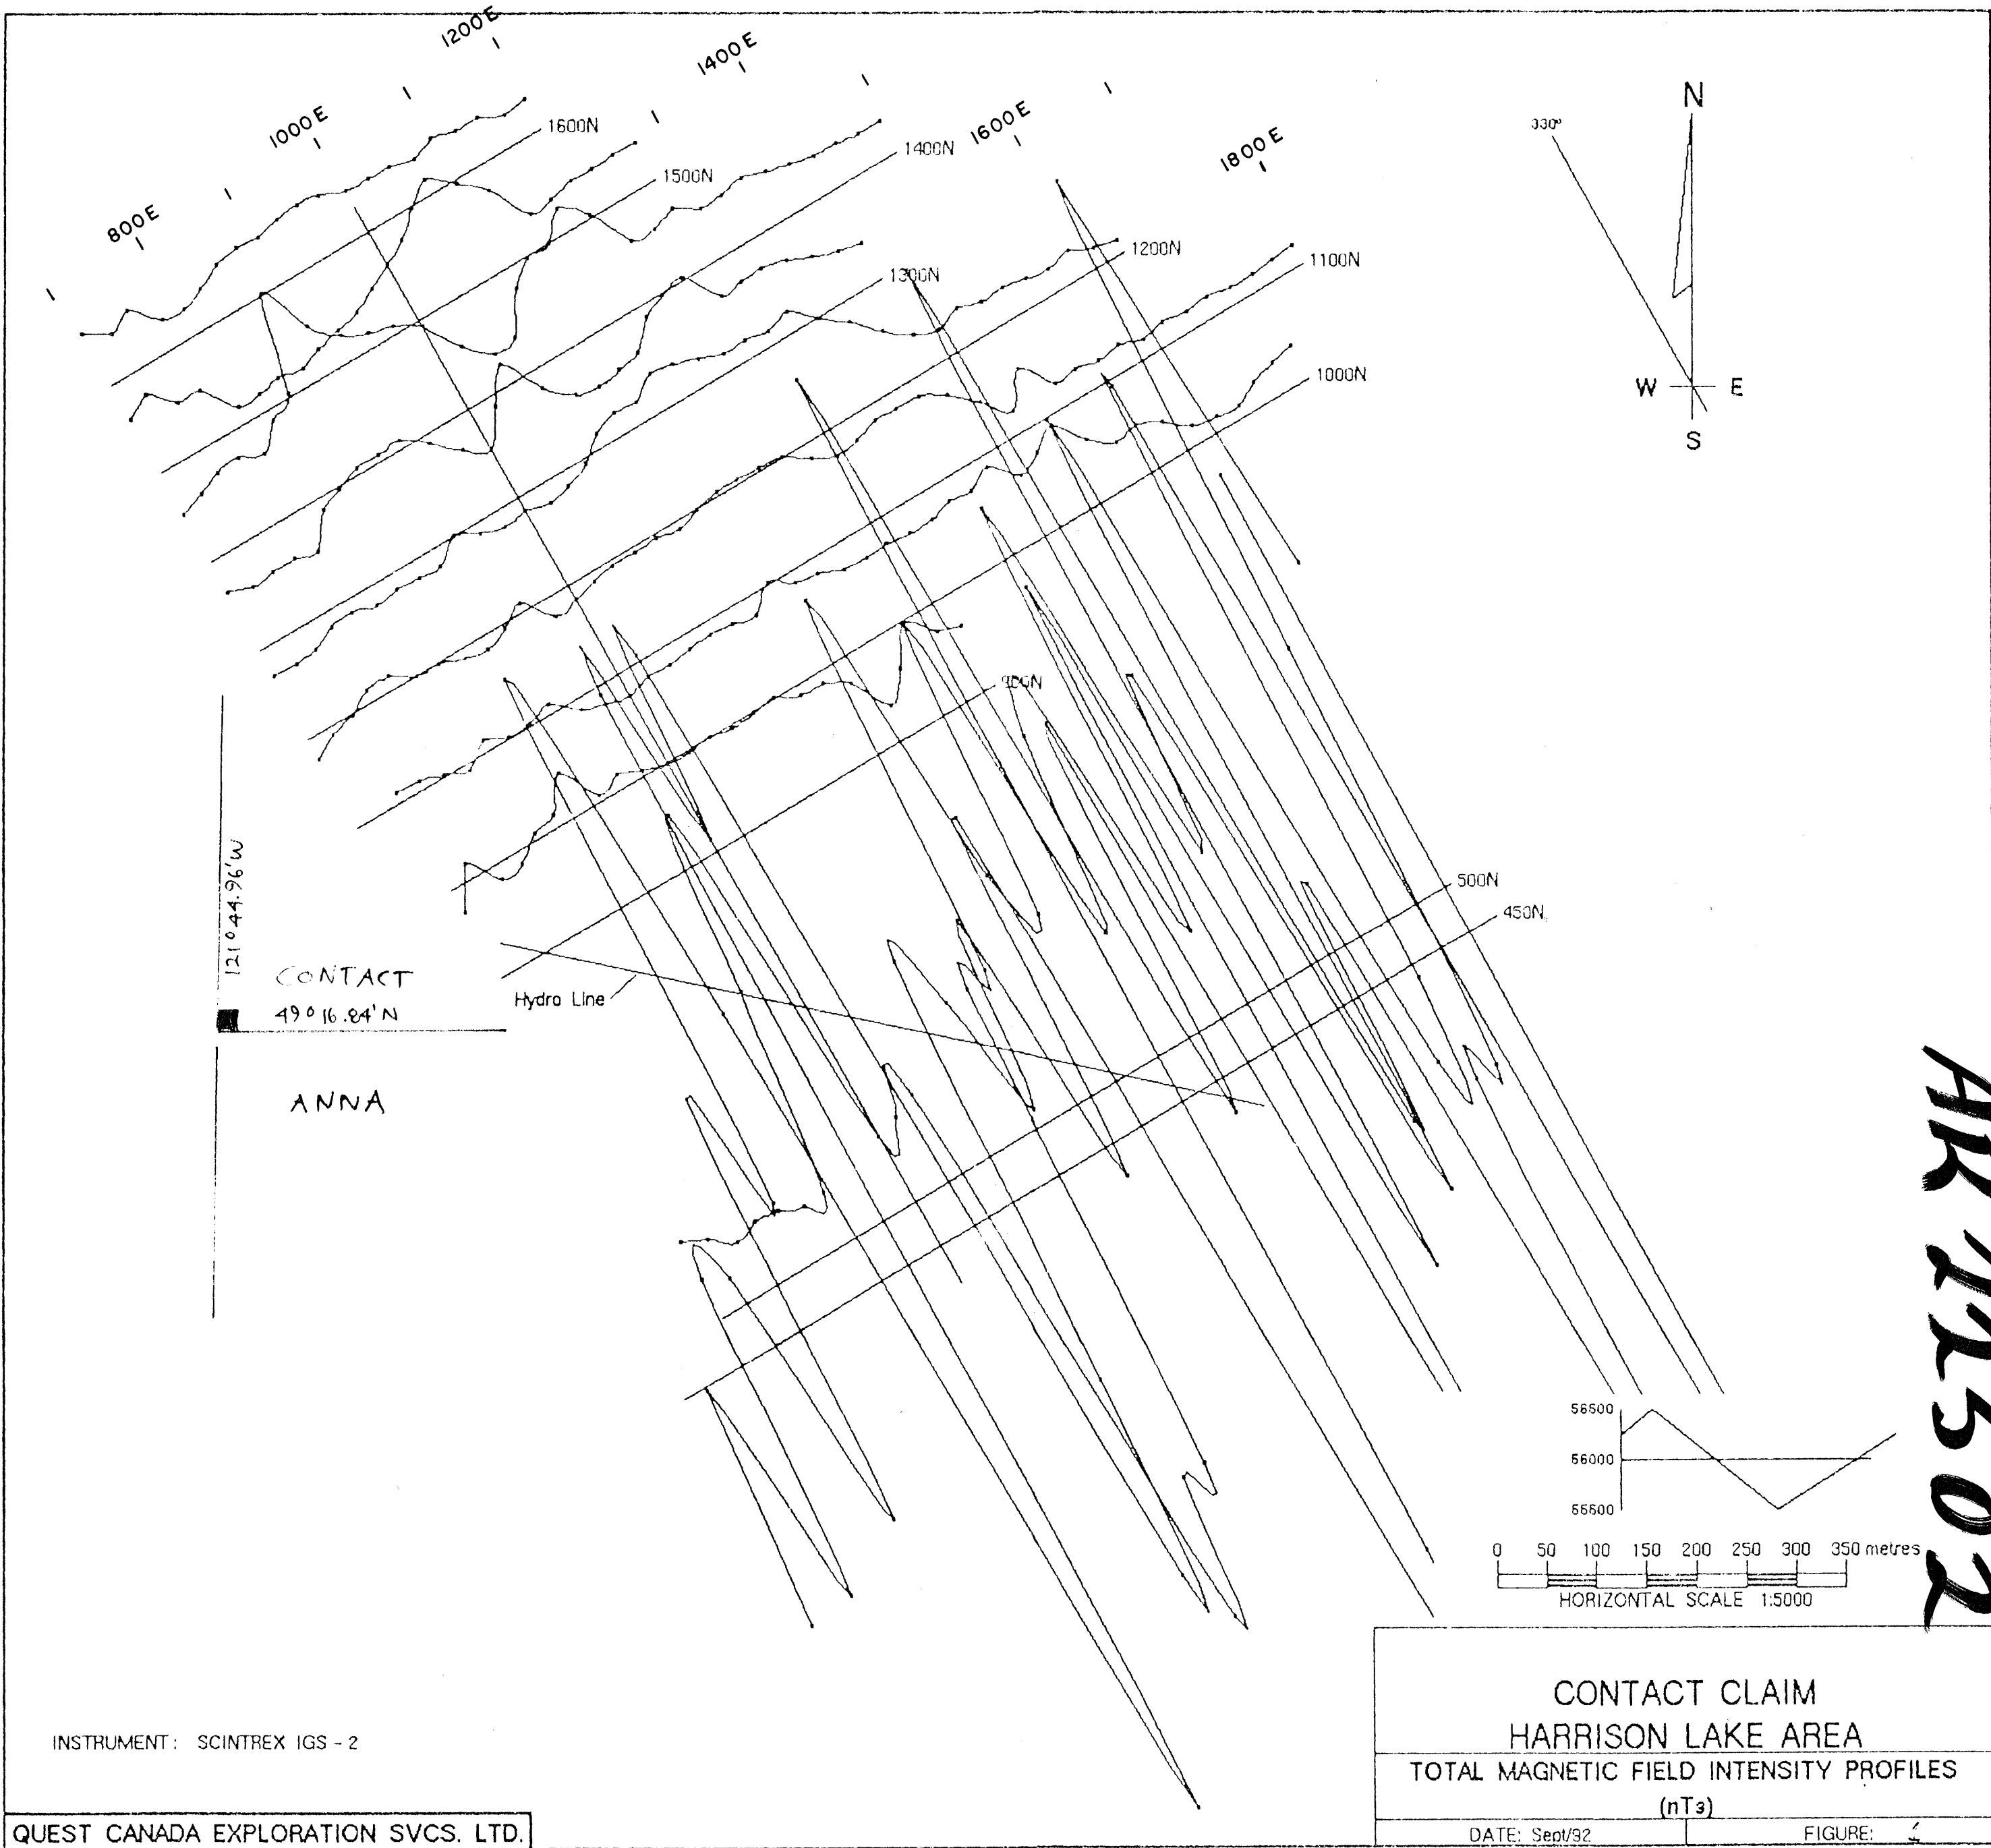 1200E
1400E
1000E
1600E
1800E
800E
1600N
1500N
1400N
1300N
1200N
1100N
1000N
900N
500N
450N
330°
N
W E
S
121°44.96'W
CONTACT
49°16.84'N
ANNA
Hydro Line
56500
56000
55500
0 50 100 150 200 250 300 350 metres
HORIZONTAL SCALE 1:5000
CONTACT CLAIM
HARRISON LAKE AREA
TOTAL MAGNETIC FIELD INTENSITY PROFILES
DATE: Sept/92
FIGURE:
INSTRUMENT: SCINTREX IGS - 2
QUEST CANADA EXPLORATION SVCS. LTD.